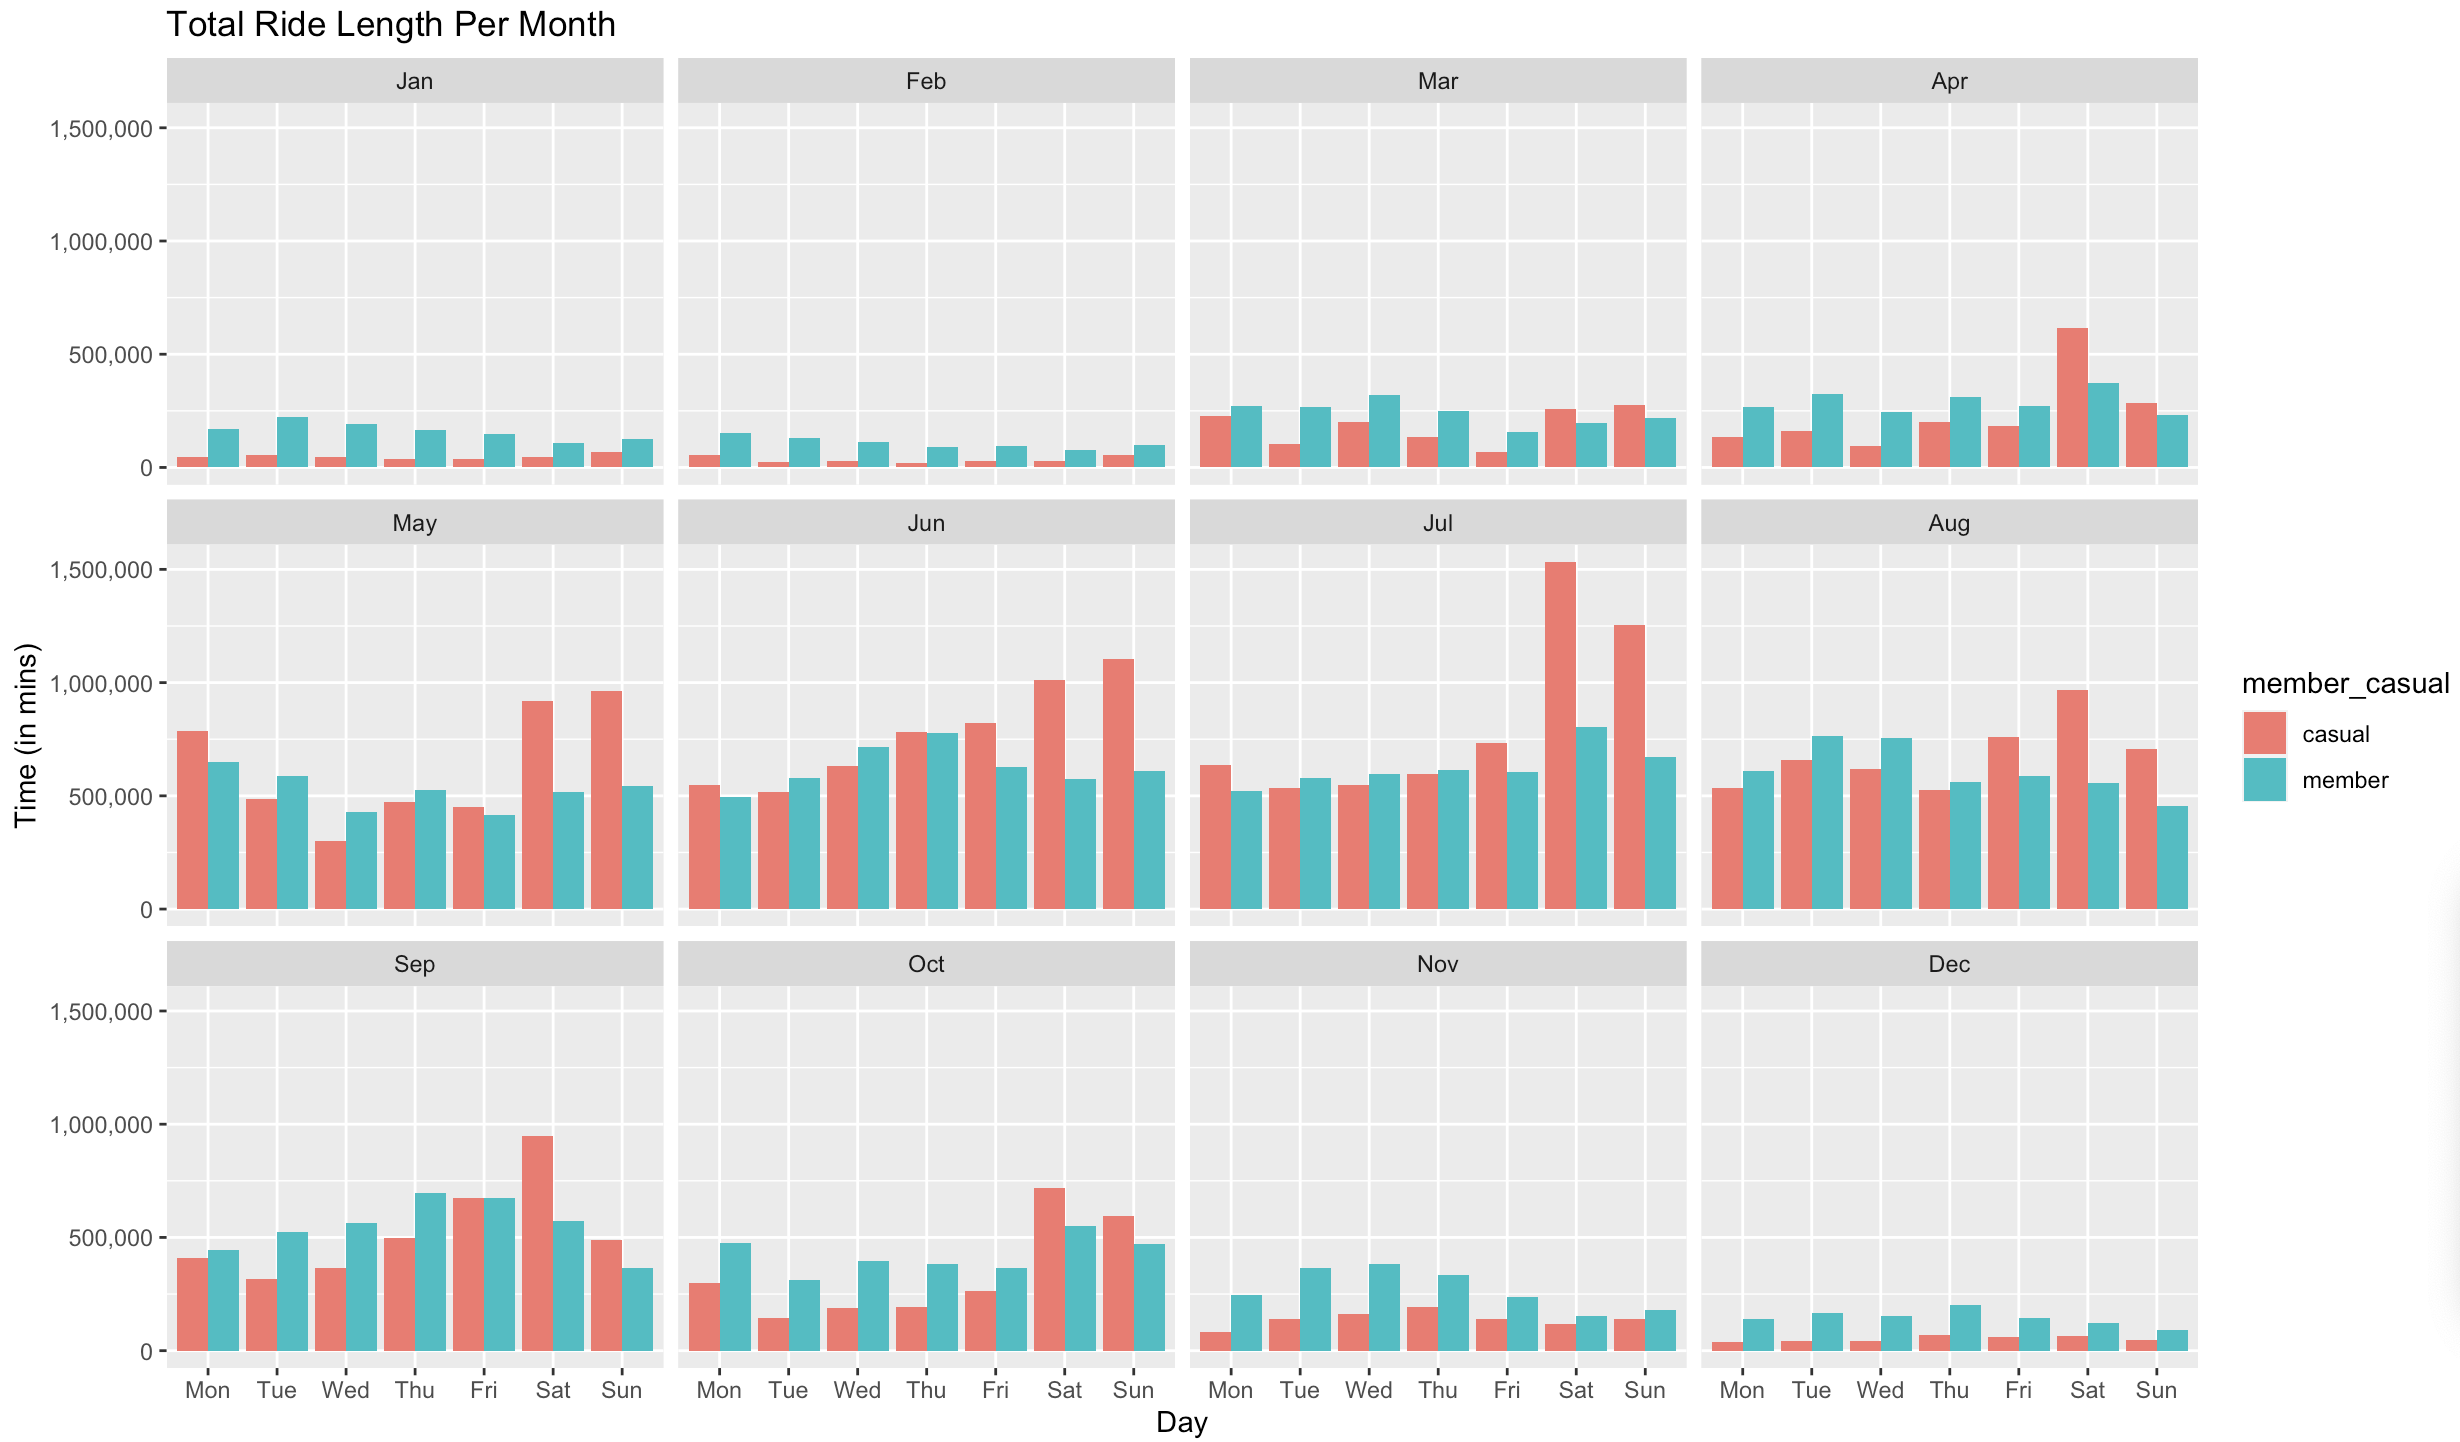 Total Ride Length Per Month
Jan Feb Mar Apr
1,500,000
1,000,000
500,000
0
May Jun Jul Aug
1,500,000
1,000,000
500,000
0
Sep Oct Nov Dec
1,500,000
1,000,000
500,000
0
Mon Tue Wed Thu Fri Sat Sun Mon Tue Wed Thu Fri Sat Sun Mon Tue Wed Thu Fri Sat Sun Mon Tue Wed Thu Fri Sat Sun
Day
Time (in mins)
member_casual
casual
member